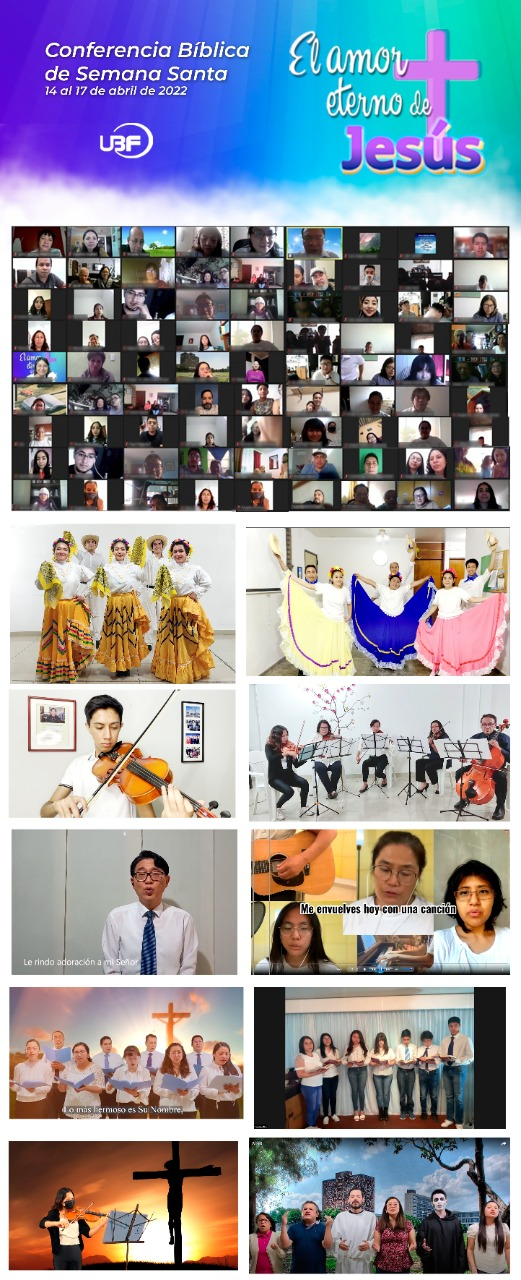 Conferencia Bíblica
de Semana Santa
14 al 17 de abril de 2022
UBF
El amor
eterno de
Jesús
Le rindo adoración a mi Señor
Me envuelves hoy con una canción
Lo más hermoso es Su Nombre,